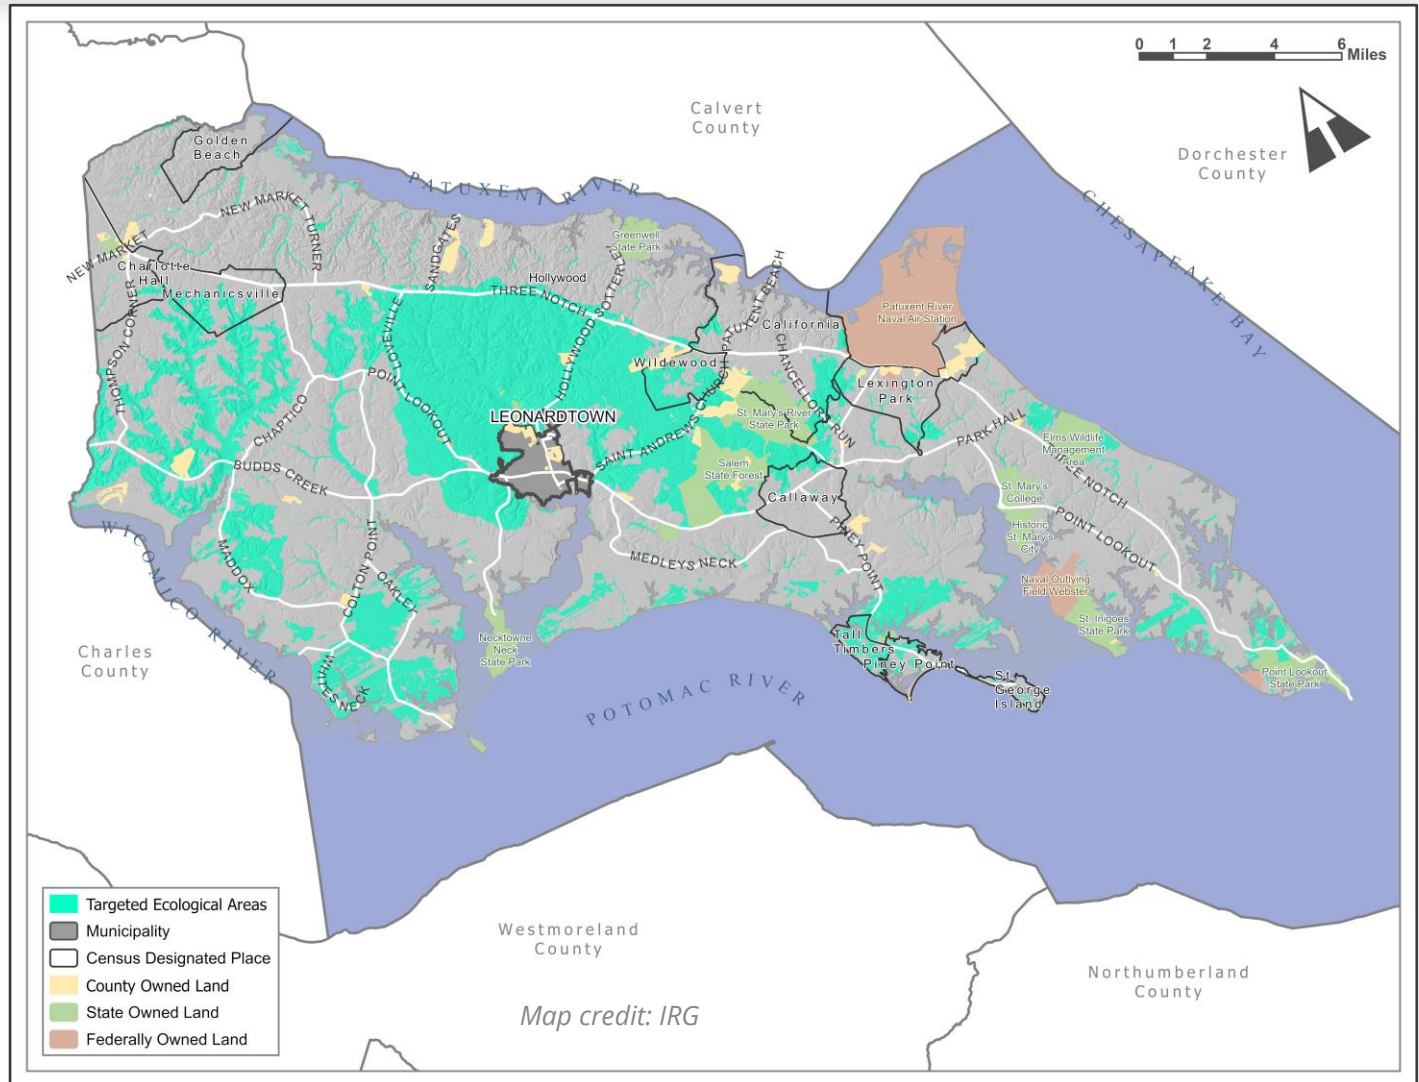 0 1 2 4 6
Miles
Calvert
County
Dorchester
County
Golden
Beach
PATUXENT RIVER
CHESAPEAKE BAY
NEW MARKET TURNER
NEW MARKET
Charlotte
Hall
Mechanicsville
SANDGATES
Greenwell
State Park
Hollywood
THREE NOTCH
HOLLYWOOD
SOTTERLEY
PATUXENT BEACH
California
Patuxent River
Naval Air Station
THOMPSON CORNER
LOVEVILLE
Wildewood
CHANCELLORS RUN
Lexington
Park
POINT LOOKOUT
CHAPTICO
LEONARDTOWN
SAINT ANDREWS CHURCH
St. Mary's River
State Park
PARK HALL
Elms Wildlife
Management
Area
THREE NOTCH
BUDDS CREEK
Salem
State Forest
Callaway
St. Mary's
College
Historic
St. Mary's
City
POINT LOOKOUT
WICOMICO RIVER
MADDOX
COLTON POINT
OAKLEY
MEDLEYS NECK
PINEY POINT
Naval Outlying
Field Webster
St. Inigoes
State Park
Charles
County
WHITES NECK
Necktowne
Neck
State Park
Tall
Timbers
Piney Point
St.
George
Island
Point Lookout
State Park
POTOMAC RIVER
Targeted Ecological Areas
Municipality
Census Designated Place
County Owned Land
State Owned Land
Federally Owned Land
Westmoreland
County
Northumberland
County
Map credit: IRG